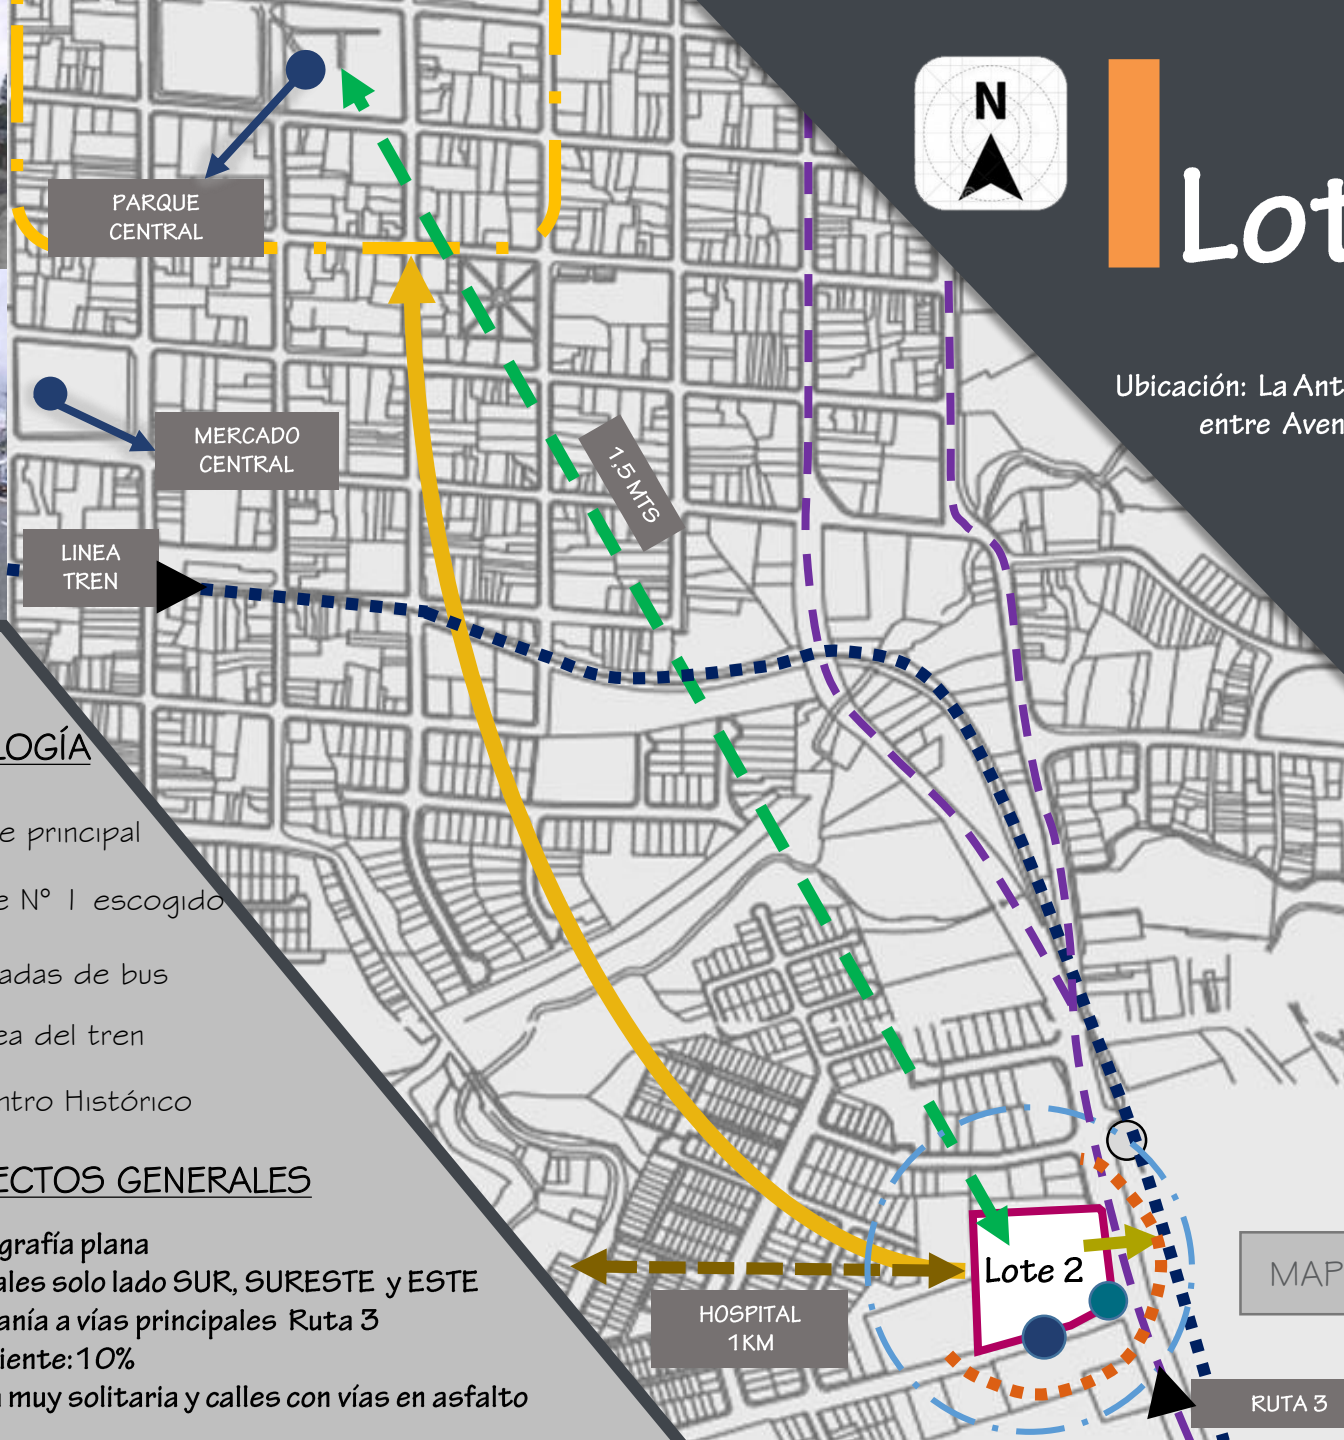 N
Lot
Ubicación: La Ant
entre Aven
PARQUE
CENTRAL
MERCADO
CENTRAL
1,5 MTS
LINEA
TREN
LOGÍA
e principal
e N° 1 escogido
adas de bus
ea del tren
ntro Histórico
ECTOS GENERALES
grafía plana
ales solo lado SUR, SURESTE y ESTE
anía a vías principales Ruta 3
iente: 10%
muy solitaria y calles con vías en asfalto
Lote 2
HOSPITAL
1KM
MAP
RUTA 3